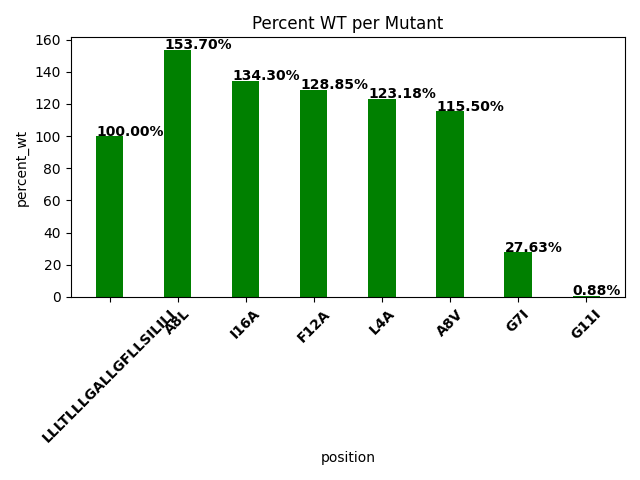 Percent WT per Mutant
percent_wt
160
140
120
100
80
60
40
20
0
100.00%
153.70%
134.30%
128.85%
123.18%
115.50%
27.63%
0.88%
LLLTLLLGALLGFLLSILILI
A8L
I16A
F12A
L4A
A8V
G7I
G11I
position